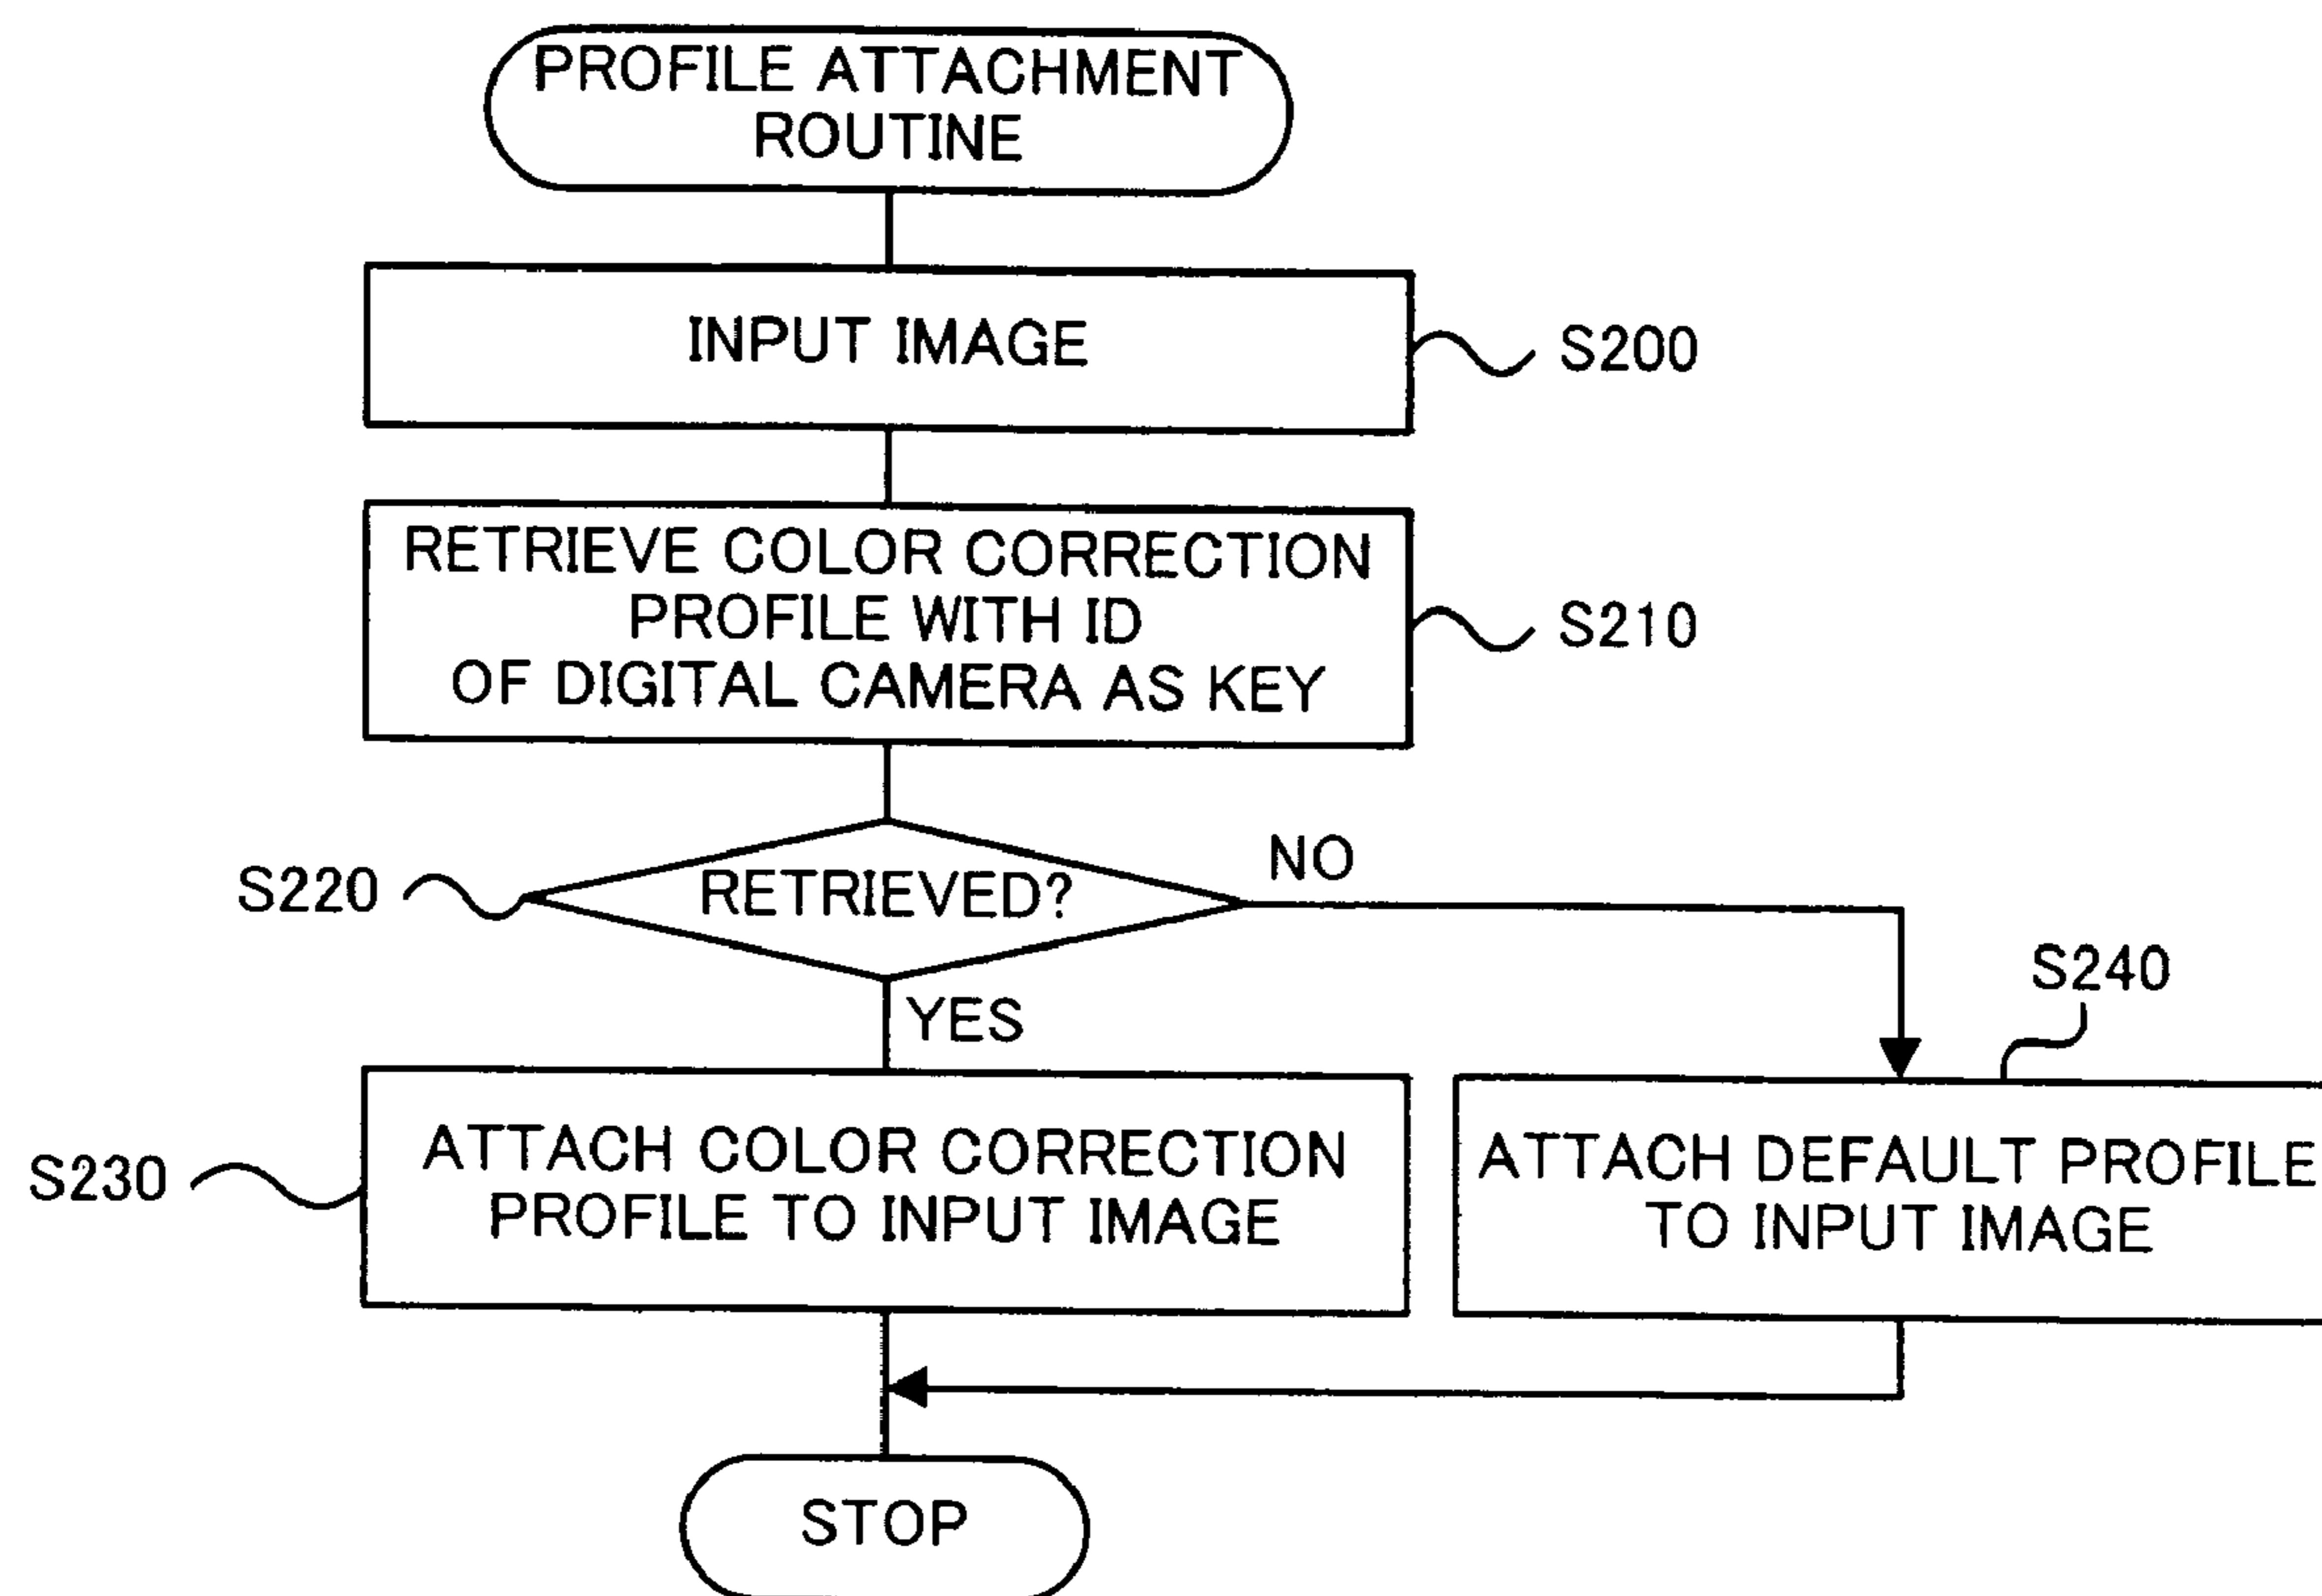 PROFILE ATTACHMENT
ROUTINE
INPUT IMAGE
S200
RETRIEVE COLOR CORRECTION
PROFILE WITH ID
OF DIGITAL CAMERA AS KEY
S210
S220
RETRIEVED?
NO
YES
S240
S230
ATTACH COLOR CORRECTION
PROFILE TO INPUT IMAGE
ATTACH DEFAULT PROFILE
TO INPUT IMAGE
STOP